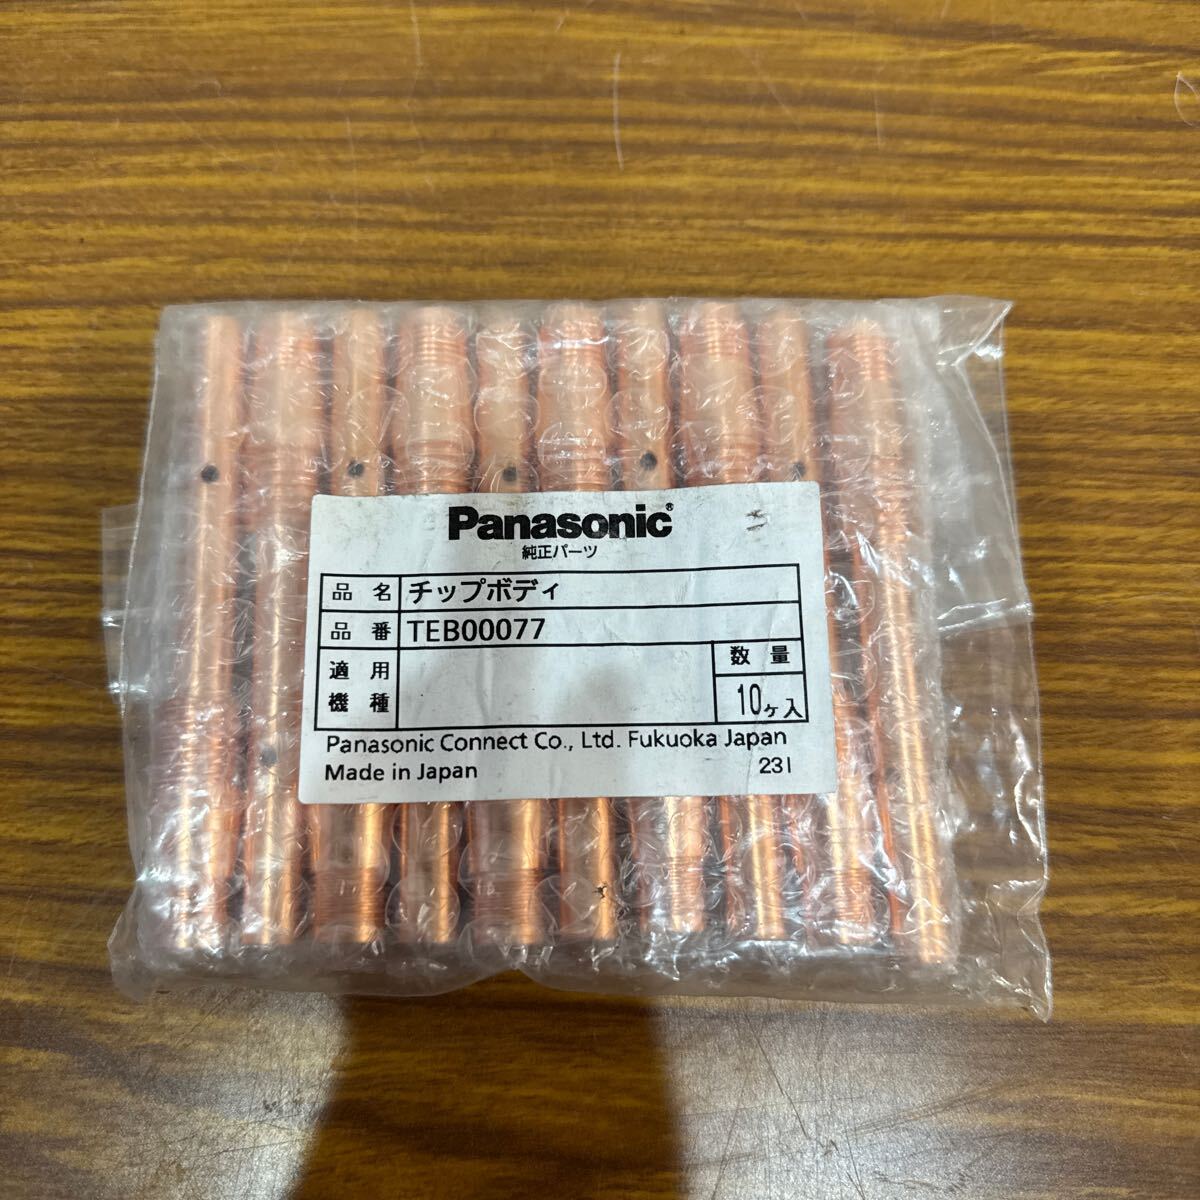 Panasonic®
純正パーツ
品名 チップボディ
品番 TEB00077
適用機種
数量
10ヶ入
Panasonic Connect Co., Ltd. Fukuoka Japan
Made in Japan 231